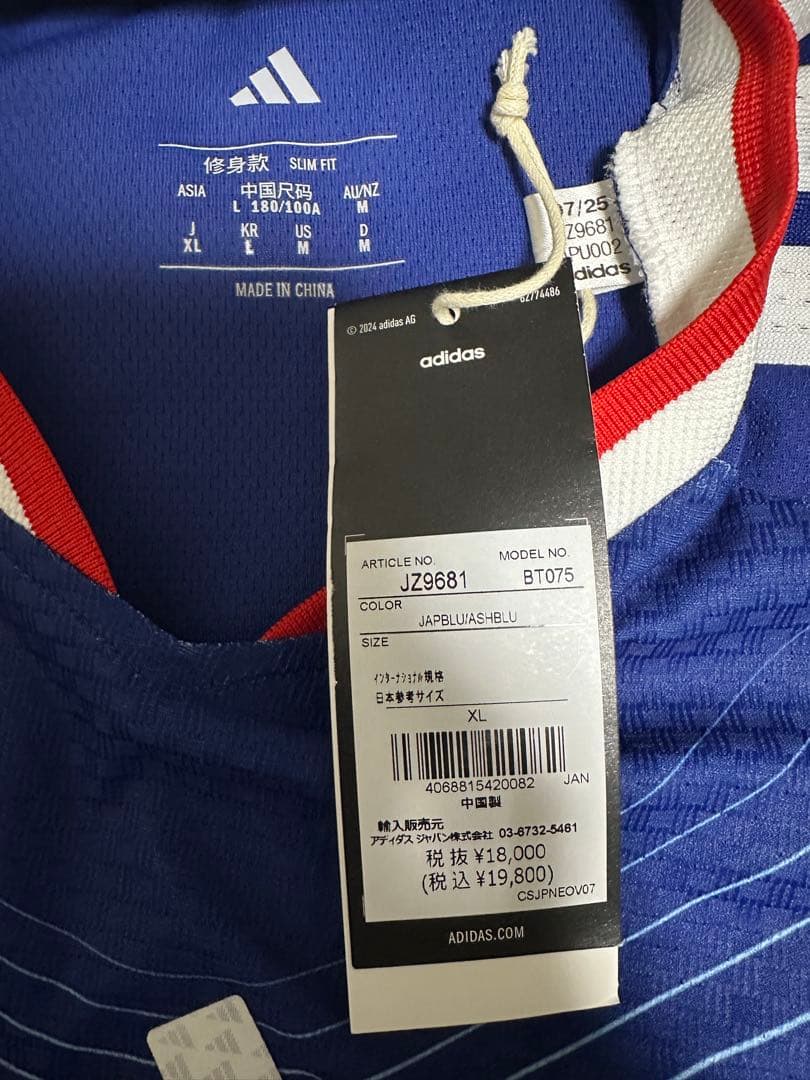 修身款 SLIM FIT
ASIA 中国尺码 AU/NZ
L 180/100A M
J KR US D
XL L M M
MADE IN CHINA
07/25
JZ9681
APU002
adidas
62774486
© 2024 adidas AG
adidas
ARTICLE NO. MODEL NO.
JZ9681 BT075
COLOR
JAPBLU/ASHBLU
SIZE
インターナショナル規格
日本参考サイズ
XL
4068815420082 JAN
中国製
輸入販売元
アディダス ジャパン株式会社 03-6732-5461
税抜 ¥18,000
(税込 ¥19,800)
CSJPNEOV07
ADIDAS.COM